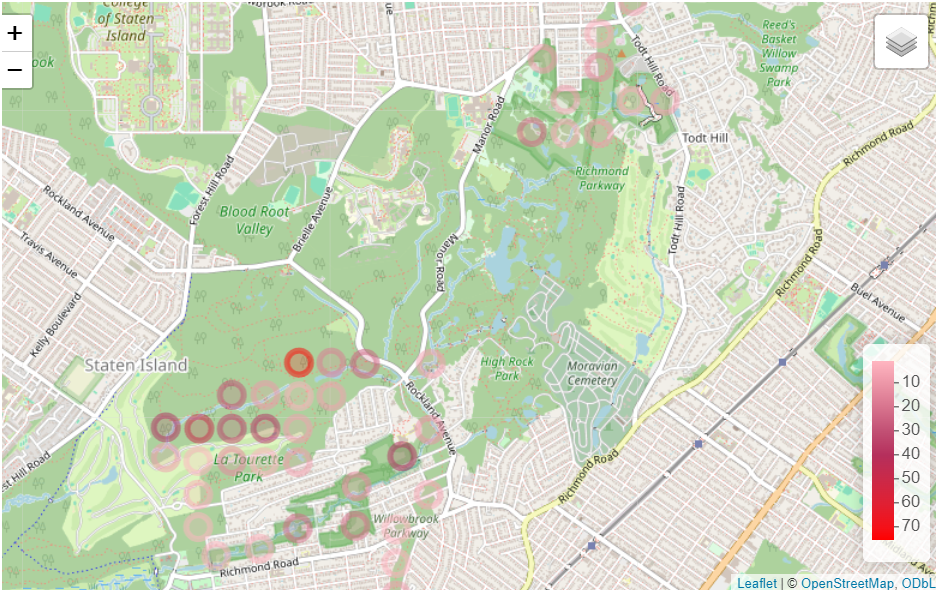 +
−
College
of Staten
Island
Reed's
Basket
Willow
Swamp
Park
Todt Hill Road
Manor Road
Todt Hill
Richmond Road
Richmond
Parkway
Forest Hill Road
Rockland Avenue
Blood Root
Valley
Brielle Avenue
Travis Avenue
Manor Road
Todt Hill Road
Richmond Road
Buel Avenue
Kelly Boulevard
Staten Island
High Rock
Park
Moravian
Cemetery
10
20
30
40
50
60
70
Rockland Avenue
La Tourette
Park
Richmond Road
Willowbrook
Parkway
Richmond Road
Leaflet | © OpenStreetMap, ODbL